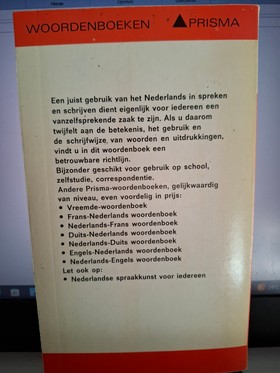 WOORDENBOEKEN PRISMA
Een juist gebruik van het Nederlands in spreken
en schrijven dient eigenlijk voor iedereen een
vanzelfsprekende zaak te zijn. Als u daarom
twijfelt aan de betekenis, het gebruik en
de schrijfwijze, van woorden en uitdrukkingen,
vindt u in dit woordenboek een
betrouwbare richtlijn.
Bijzonder geschikt voor gebruik op school,
zelfstudie, correspondentie.
Andere Prisma-woordenboeken, gelijkwaardig
van niveau, even voordelig in prijs:
• Vreemde-woordenboek
• Frans-Nederlands woordenboek
• Nederlands-Frans woordenboek
• Duits-Nederlands woordenboek
• Nederlands-Duits woordenboek
• Engels-Nederlands woordenboek
• Nederlands-Engels woordenboek
Let ook op:
• Nederlandse spraakkunst voor iedereen